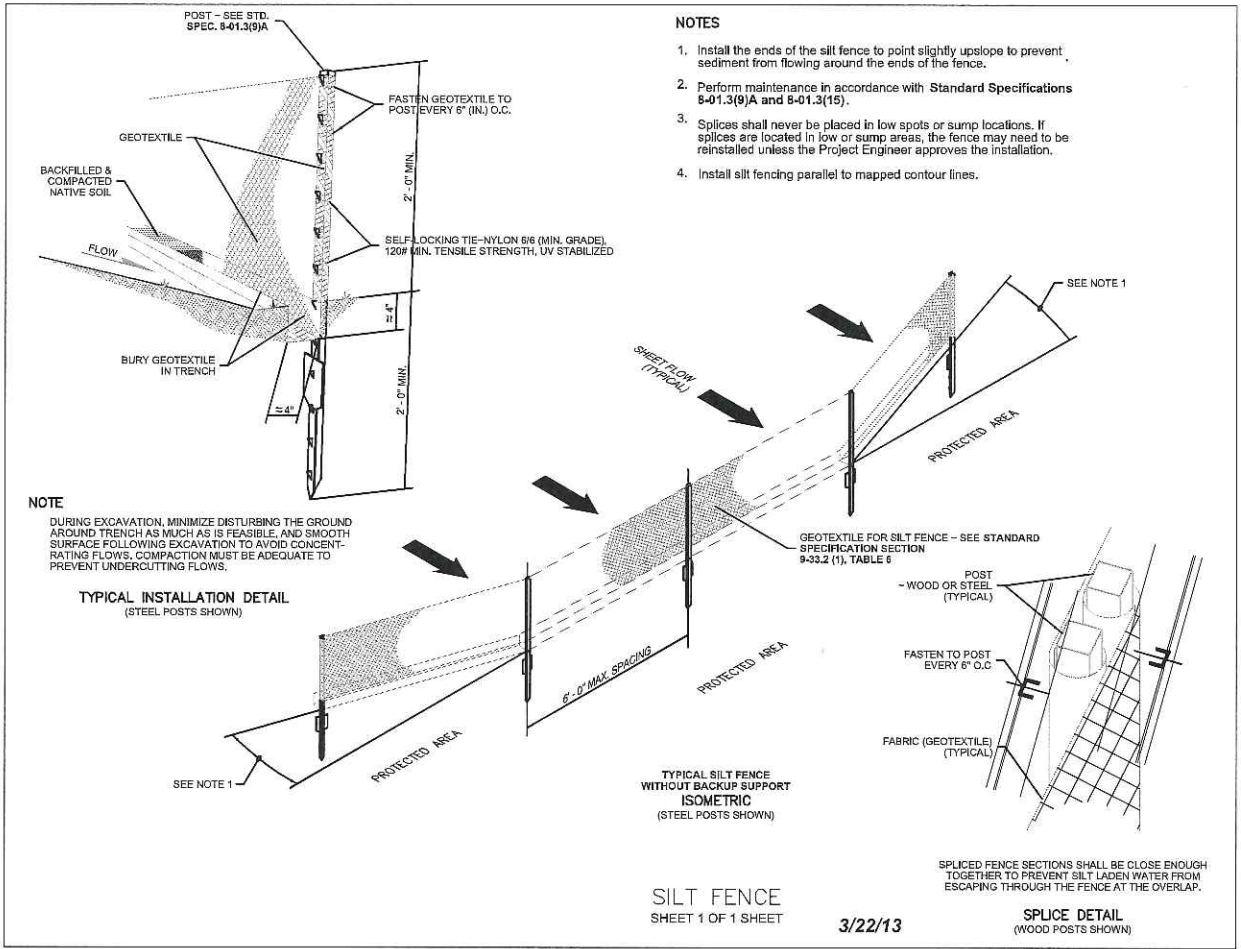 POST – SEE STD.
SPEC. 8-01.3(9)A
FASTEN GEOTEXTILE TO
POST EVERY 6" (IN.) O.C.
GEOTEXTILE
BACKFILLED &
COMPACTED
NATIVE SOIL
FLOW
2' - 0" MIN.
SELF-LOCKING TIE–NYLON 6/6 (MIN. GRADE),
120# MIN. TENSILE STRENGTH, UV STABILIZED
≈ 4"
BURY GEOTEXTILE
IN TRENCH
≈ 4"
2' - 0" MIN.
NOTE
DURING EXCAVATION, MINIMIZE DISTURBING THE GROUND
AROUND TRENCH AS MUCH AS IS FEASIBLE, AND SMOOTH
SURFACE FOLLOWING EXCAVATION TO AVOID CONCENT-
RATING FLOWS. COMPACTION MUST BE ADEQUATE TO
PREVENT UNDERCUTTING FLOWS.
TYPICAL INSTALLATION DETAIL
(STEEL POSTS SHOWN)
NOTES
1. Install the ends of the silt fence to point slightly upslope to prevent
sediment from flowing around the ends of the fence.
2. Perform maintenance in accordance with Standard Specifications
8-01.3(9)A and 8-01.3(15).
3. Splices shall never be placed in low spots or sump locations. If
splices are located in low or sump areas, the fence may need to be
reinstalled unless the Project Engineer approves the installation.
4. Install silt fencing parallel to mapped contour lines.
SEE NOTE 1
SHEET FLOW
(TYPICAL)
PROTECTED AREA
GEOTEXTILE FOR SILT FENCE – SEE STANDARD
SPECIFICATION SECTION
9-33.2 (1), TABLE 6
6' - 0" MAX. SPACING
PROTECTED AREA
PROTECTED AREA
SEE NOTE 1
TYPICAL SILT FENCE
WITHOUT BACKUP SUPPORT
ISOMETRIC
(STEEL POSTS SHOWN)
POST
~ WOOD OR STEEL
(TYPICAL)
FASTEN TO POST
EVERY 6" O.C
FABRIC (GEOTEXTILE)
(TYPICAL)
SPLICED FENCE SECTIONS SHALL BE CLOSE ENOUGH
TOGETHER TO PREVENT SILT LADEN WATER FROM
ESCAPING THROUGH THE FENCE AT THE OVERLAP.
SPLICE DETAIL
(WOOD POSTS SHOWN)
SILT FENCE
SHEET 1 OF 1 SHEET
3/22/13